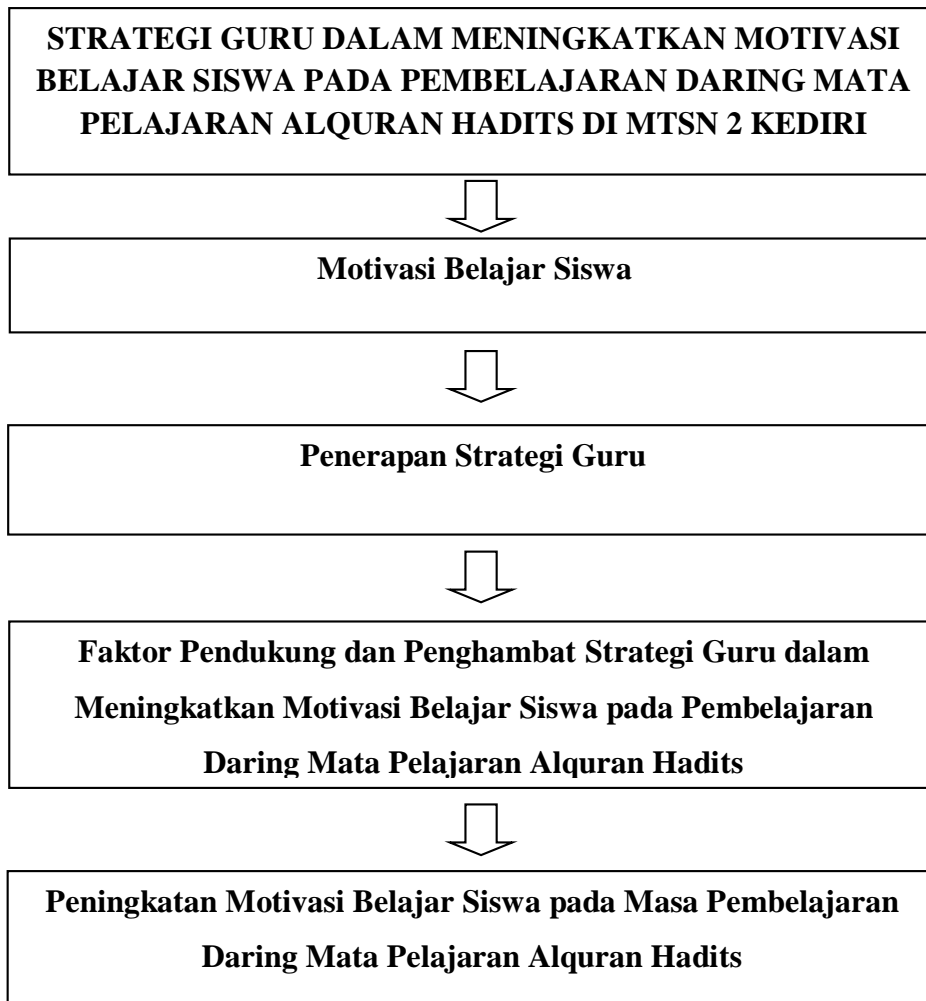 STRATEGI GURU DALAM MENINGKATKAN MOTIVASI
BELAJAR SISWA PADA PEMBELAJARAN DARING MATA
PELAJARAN ALQURAN HADITS DI MTSN 2 KEDIRI
Motivasi Belajar Siswa
Penerapan Strategi Guru
Faktor Pendukung dan Penghambat Strategi Guru dalam
Meningkatkan Motivasi Belajar Siswa pada Pembelajaran
Daring Mata Pelajaran Alquran Hadits
Peningkatan Motivasi Belajar Siswa pada Masa Pembelajaran
Daring Mata Pelajaran Alquran Hadits